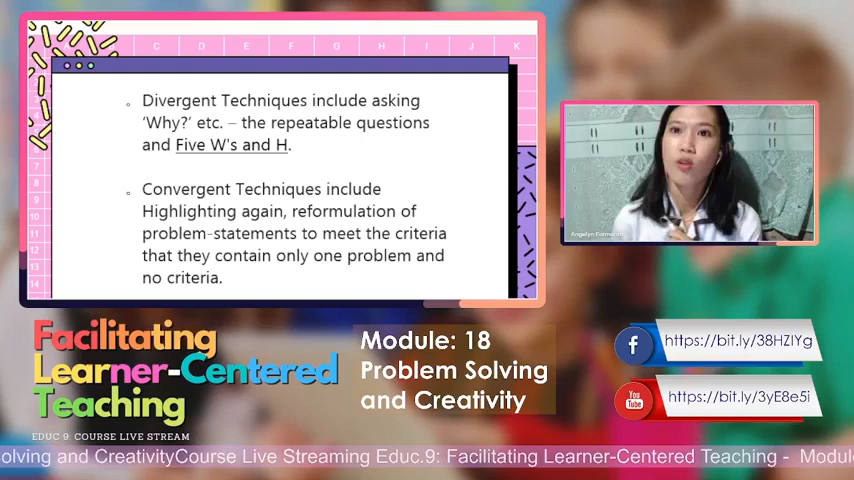 C D E F G H I J K
◦ Divergent Techniques include asking
'Why?' etc. – the repeatable questions
and Five W's and H.
◦ Convergent Techniques include
Highlighting again, reformulation of
problem-statements to meet the criteria
that they contain only one problem and
no criteria.
7
8
9
10
11
12
13
14
Facilitating
Learner-Centered
Teaching
EDUC 9: COURSE LIVE STREAM
Module: 18
Problem Solving
and Creativity
Angelyn
f https://bit.ly/38HZIYg
You Tube https://bit.ly/3yE8e5i
olving and CreativityCourse Live Streaming Educ.9: Facilitating Learner-Centered Teaching - Modul